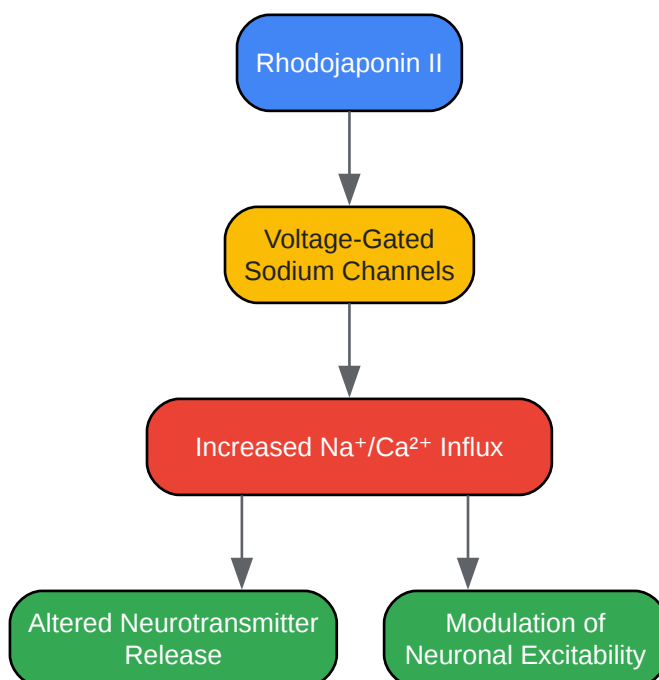 Rhodojaponin II
Voltage-Gated
Sodium Channels
Increased Na⁺/Ca²⁺ Influx
Altered Neurotransmitter
Release
Modulation of
Neuronal Excitability